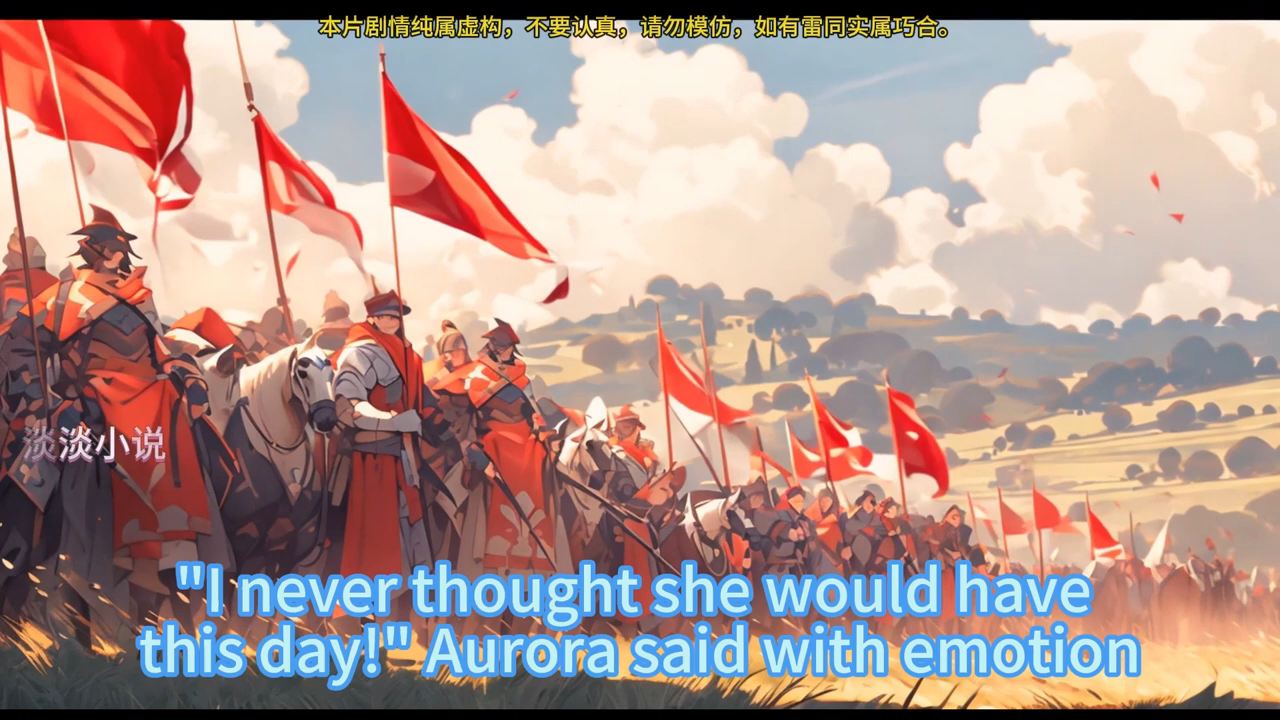 本片剧情纯属虚构，不要认真，请勿模仿，如有雷同实属巧合。
淡淡小说
"I never thought she would have
this day!" Aurora said with emotion